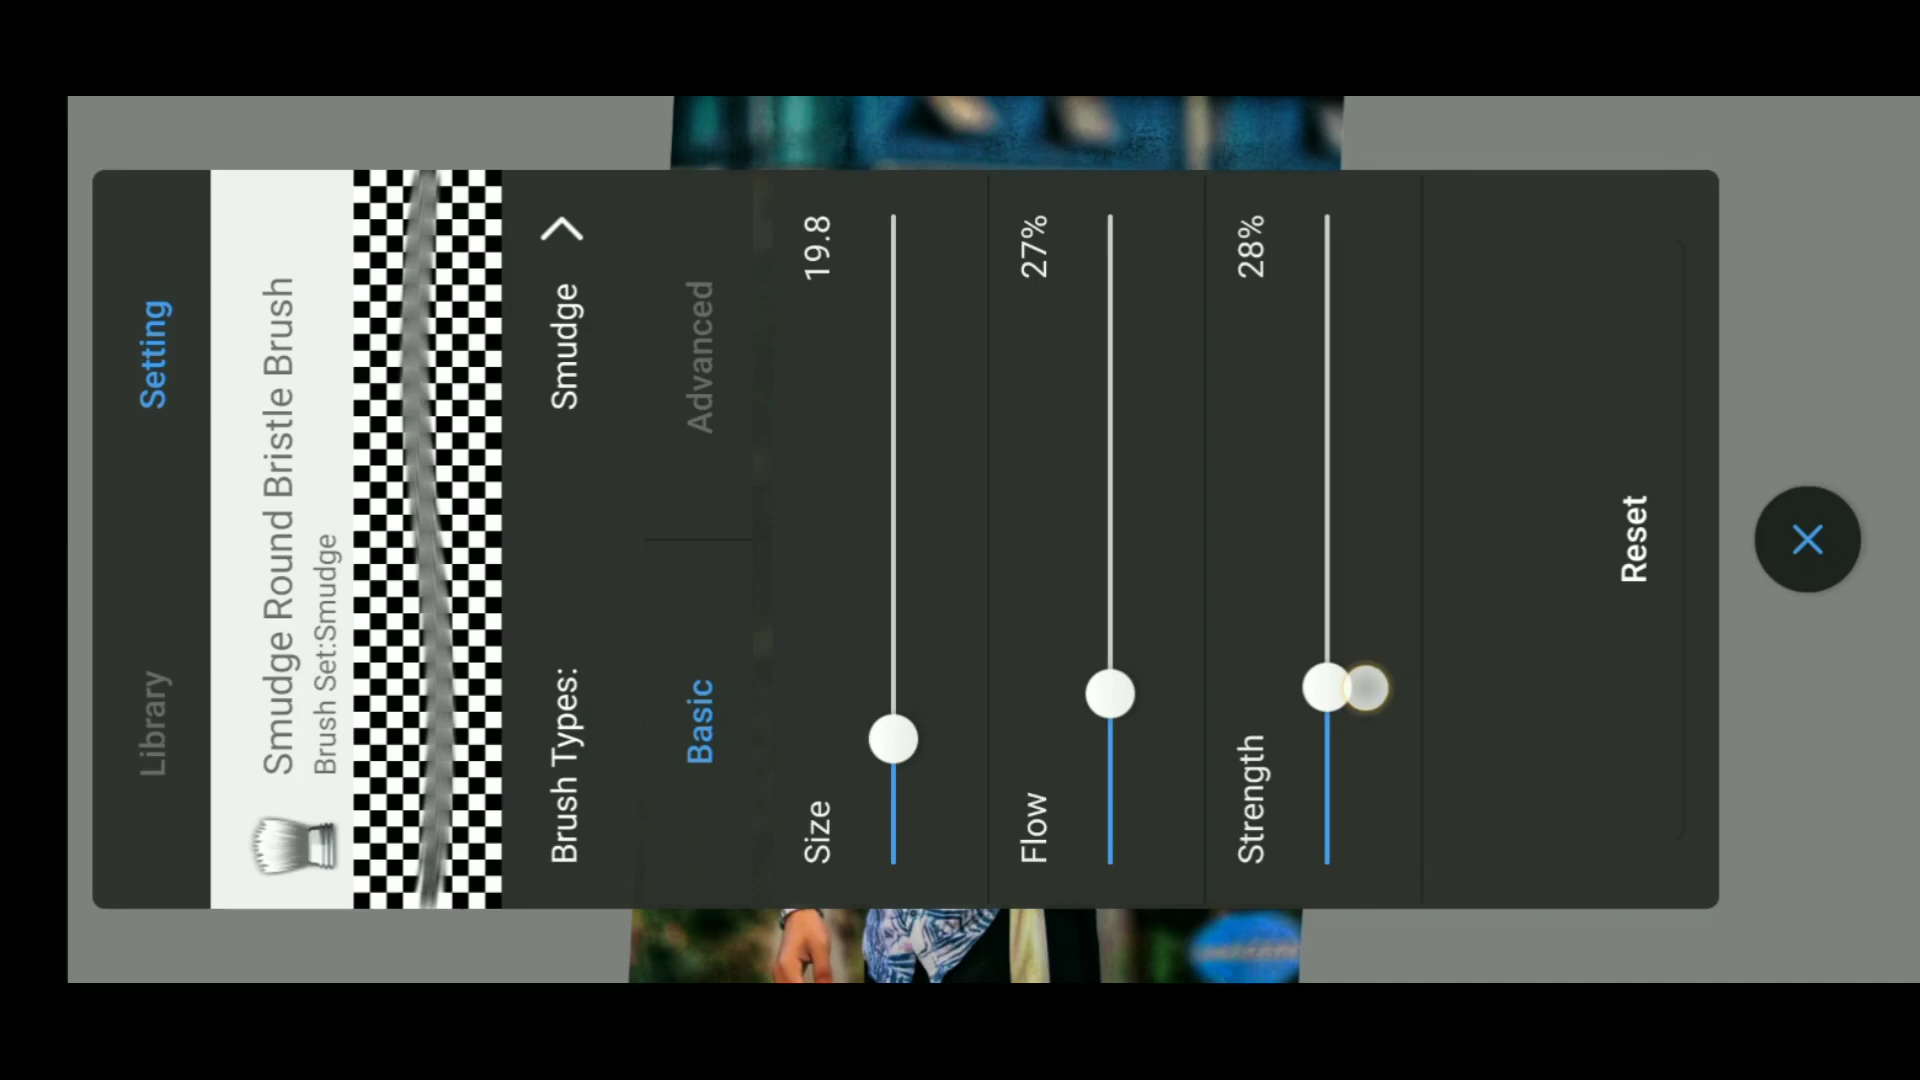 Library
Setting
Smudge Round Bristle Brush
Brush Set:Smudge
Brush Types:
Smudge
Basic
Advanced
Size
19.8
Flow
27%
Strength
28%
Reset